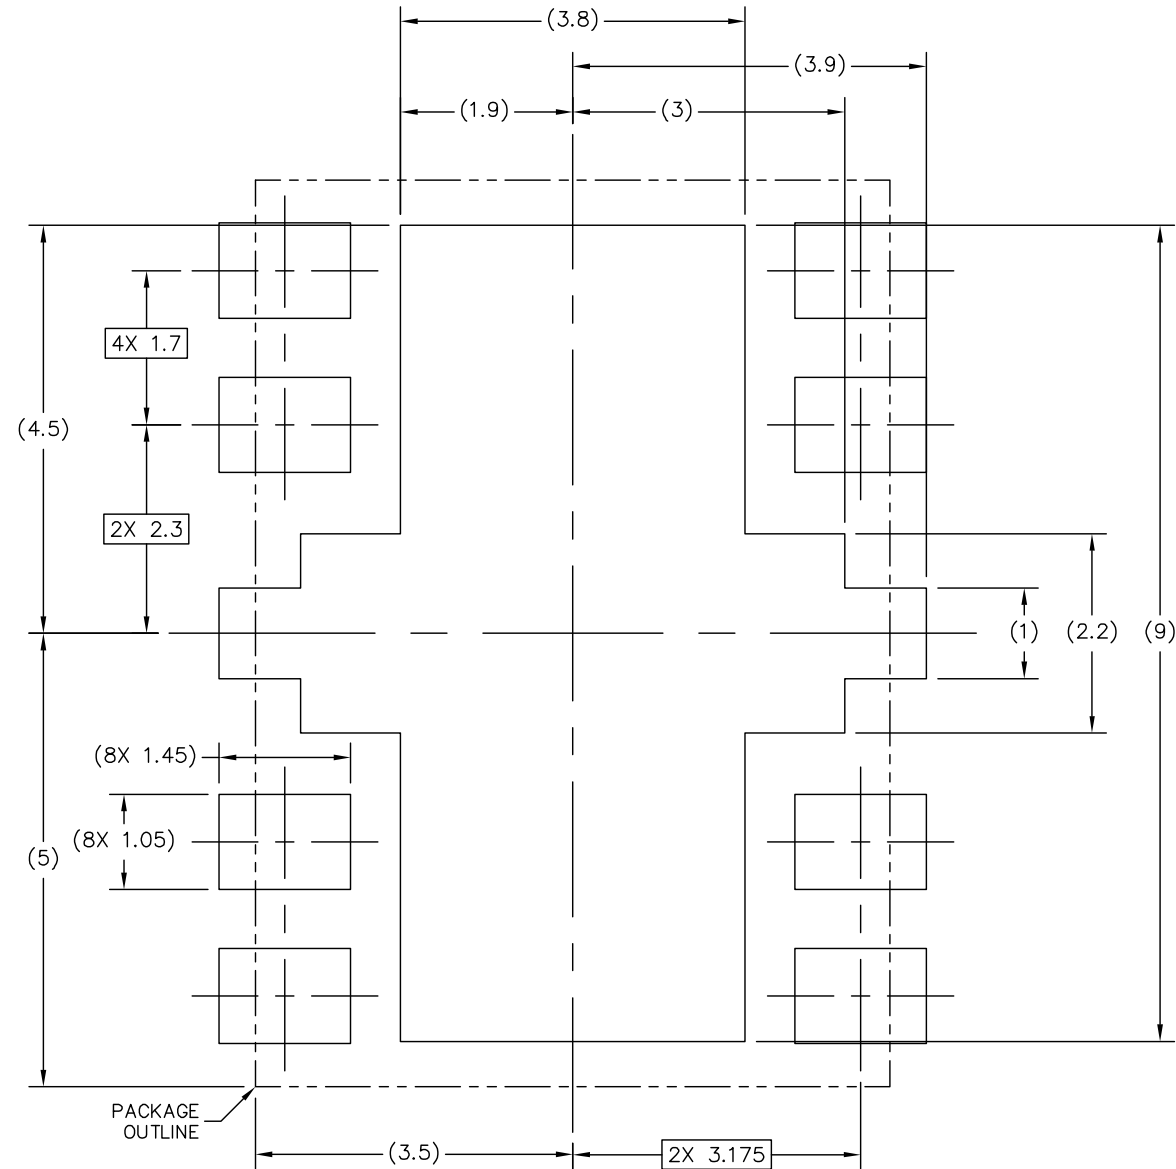 (3.8)
(3.9)
(1.9)
(3)
4X 1.7
(4.5)
2X 2.3
(1)
(2.2)
(9)
(8X 1.45)
(8X 1.05)
(5)
PACKAGE
OUTLINE
(3.5)
2X 3.175